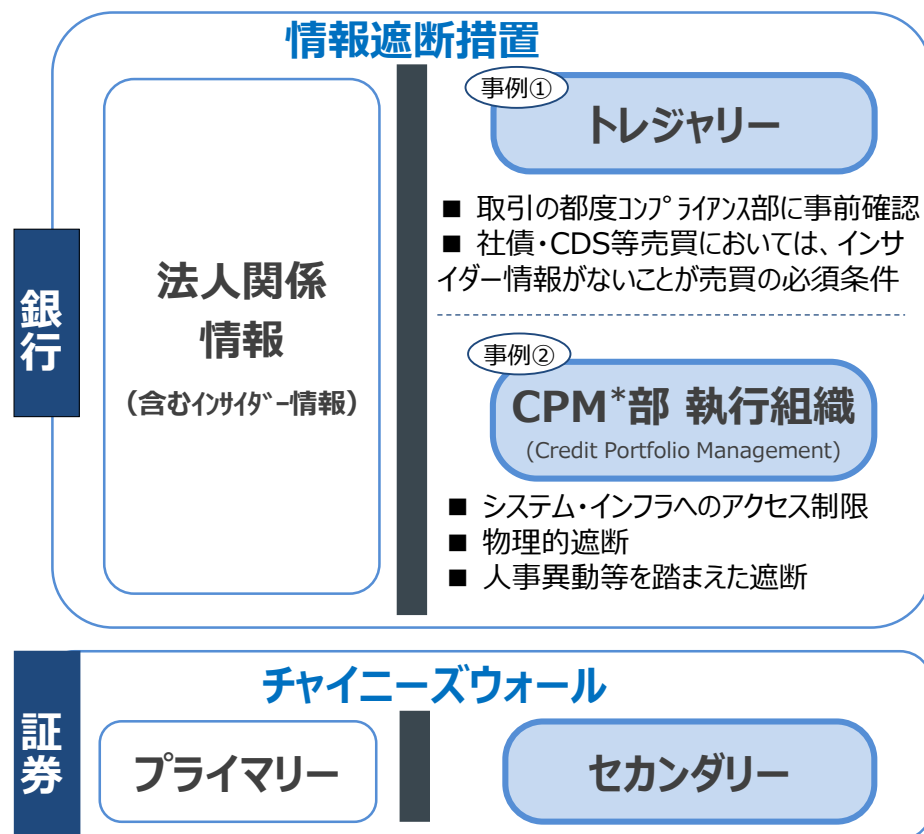 情報遮断措置
銀行
法人関係
情報
（含むｲﾝｻｲﾀﾞｰ情報）
事例①
トレジャリー
■ 取引の都度ｺﾝﾌﾟﾗｲｱﾝｽ部に事前確認
■ 社債・CDS等売買においては、インサ
イダー情報がないことが売買の必須条件
事例②
CPM*部 執行組織
(Credit Portfolio Management)
■ システム・インフラへのアクセス制限
■ 物理的遮断
■ 人事異動等を踏まえた遮断
証券
チャイニーズウォール
プライマリー
セカンダリー